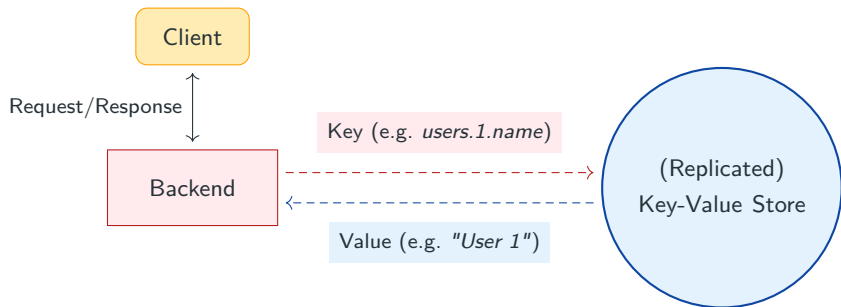 Client
Request/Response
Key (e.g. users.1.name)
Backend
(Replicated)
Key-Value Store
Value (e.g. "User 1")